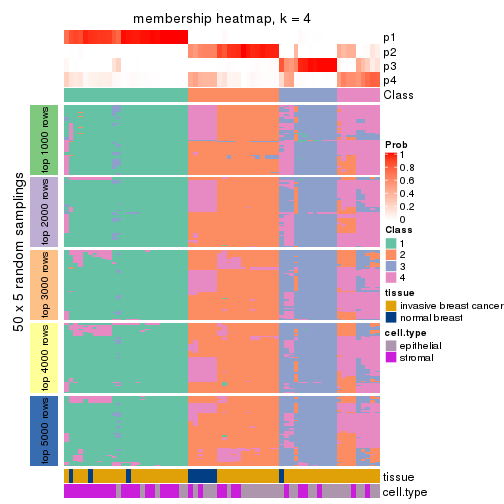 membership heatmap, k = 4
p1
p2
p3
p4
Class
50 x 5 random samplings
top 1000 rows
top 2000 rows
top 3000 rows
top 4000 rows
top 5000 rows
Prob
1
0.8
0.6
0.4
0.2
0
Class
1
2
3
4
tissue
invasive breast cancer
normal breast
cell.type
epithelial
stromal
tissue
cell.type